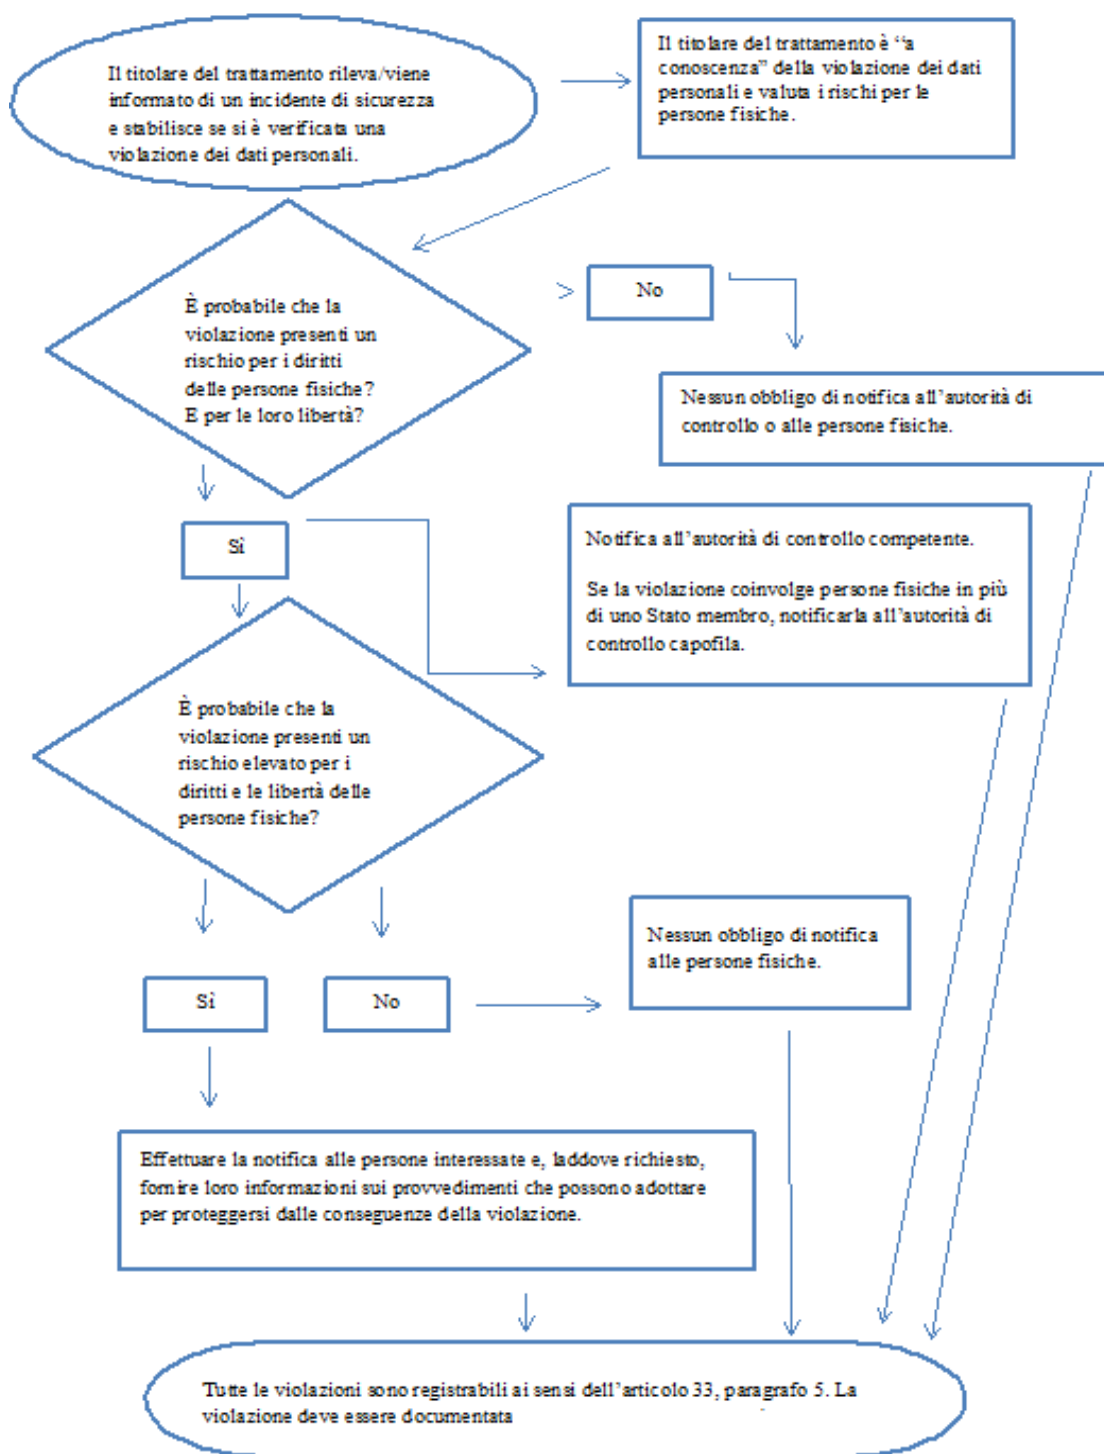 Il titolare del trattamento rileva/viene
informato di un incidente di sicurezza
e stabilisce se si è verificata una
violazione dei dati personali.
Il titolare del trattamento è “a
conoscenza” della violazione dei dati
personali e valuta i rischi per le
persone fisiche.
È probabile che la
violazione presenti un
rischio per i diritti
delle persone fisiche?
E per le loro libertà?
No
Nessun obbligo di notifica all’autorità di
controllo o alle persone fisiche.
Sì
Notifica all’autorità di controllo competente.
Se la violazione coinvolge persone fisiche in più
di uno Stato membro, notificarla all’autorità di
controllo capofila.
È probabile che la
violazione presenti un
rischio elevato per i
diritti e le libertà delle
persone fisiche?
Sì
No
Nessun obbligo di notifica
alle persone fisiche.
Effettuare la notifica alle persone interessate e, laddove richiesto,
fornire loro informazioni sui provvedimenti che possono adottare
per proteggersi dalle conseguenze della violazione.
Tutte le violazioni sono registrabili ai sensi dell’articolo 33, paragrafo 5. La
violazione deve essere documentata